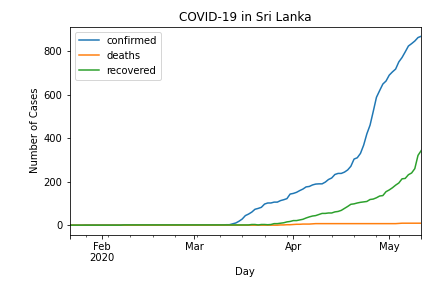 COVID-19 in Sri Lanka
confirmed
deaths
recovered
Number of Cases
800
600
400
200
0
Feb
2020
Mar
Apr
May
Day